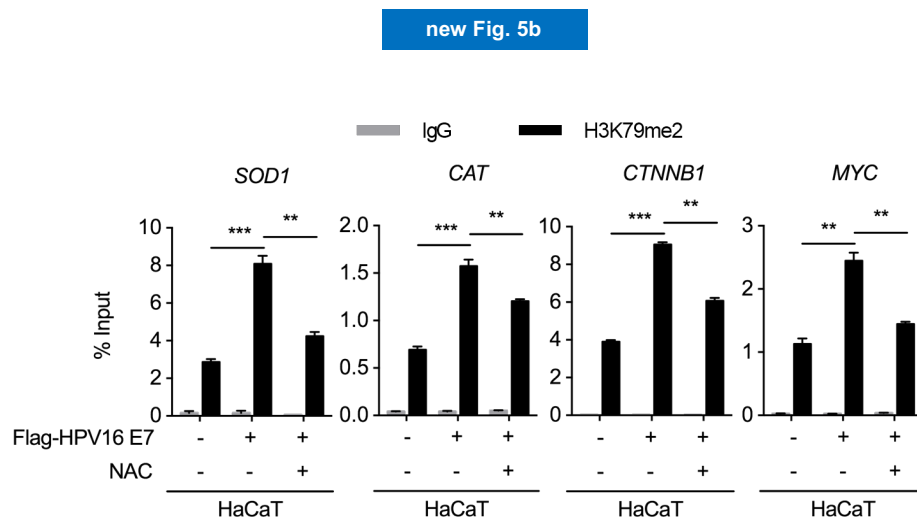 new Fig. 5b
IgG H3K79me2
SOD1 CAT CTNNB1 MYC
*** ** *** ** *** ** ** **
% Input
10 8 6 4 2 0
2.0 1.5 1.0 0.5 0.0
10 8 6 4 2 0
3 2 1 0
Flag-HPV16 E7 - + + - + + - + + - + +
NAC - - + - - + - - + - - +
HaCaT HaCaT HaCaT HaCaT